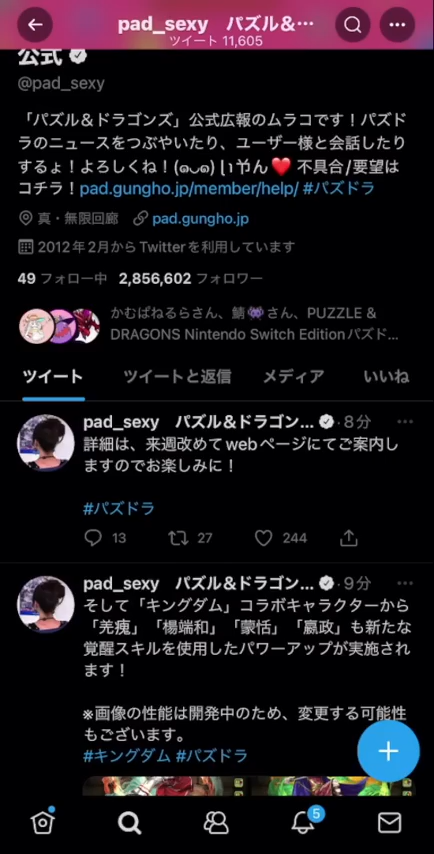 pad_sexy パズル＆…
ツイート 11,605
公式
@pad_sexy
「パズル＆ドラゴンズ」公式広報のムラコです！パズド
ラのニュースをつぶやいたり、ユーザー様と会話したり
するょ！よろしくね！(๑◡๑) ❤️ 不具合/要望は
コチラ！pad.gungho.jp/member/help/ #パズドラ
真・無限回廊 pad.gungho.jp
2012年2月からTwitterを利用しています
49 フォロー中 2,856,602 フォロワー
かむぱねるらさん、鯖👾さん、PUZZLE &
DRAGONS Nintendo Switch Editionパズド…
ツイート ツイートと返信 メディア いいね
pad_sexy パズル＆ドラゴン… · 8分
詳細は、来週改めてwebページにてご案内し
ますのでお楽しみに！
#パズドラ
13 27 244
pad_sexy パズル＆ドラゴン… · 9分
そして「キングダム」コラボキャラクターから
「羌瘣」「楊端和」「蒙恬」「嬴政」も新たな
覚醒スキルを使用したパワーアップが実施され
ます！
※画像の性能は開発中のため、変更する可能性
もございます。
#キングダム #パズドラ
5